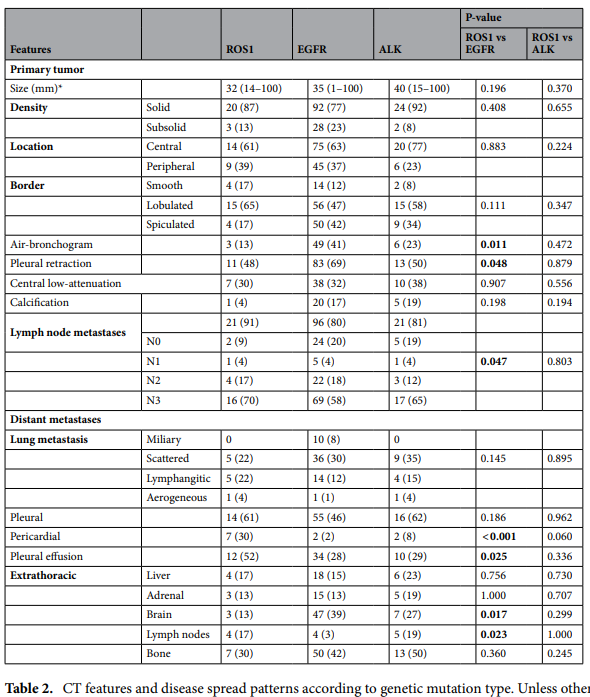 P-value
Features ROS1 EGFR ALK ROS1 vs EGFR ROS1 vs ALK
Primary tumor
Size (mm)* 32 (14–100) 35 (1–100) 40 (15–100) 0.196 0.370
Density Solid 20 (87) 92 (77) 24 (92) 0.408 0.655
Subsolid 3 (13) 28 (23) 2 (8)
Location Central 14 (61) 75 (63) 20 (77) 0.883 0.224
Peripheral 9 (39) 45 (37) 6 (23)
Border Smooth 4 (17) 14 (12) 2 (8)
Lobulated 15 (65) 56 (47) 15 (58) 0.111 0.347
Spiculated 4 (17) 50 (42) 9 (34)
Air-bronchogram 3 (13) 49 (41) 6 (23) 0.011 0.472
Pleural retraction 11 (48) 83 (69) 13 (50) 0.048 0.879
Central low-attenuation 7 (30) 38 (32) 10 (38) 0.907 0.556
Calcification 1 (4) 20 (17) 5 (19) 0.198 0.194
Lymph node metastases 21 (91) 96 (80) 21 (81)
N0 2 (9) 24 (20) 5 (19)
N1 1 (4) 5 (4) 1 (4) 0.047 0.803
N2 4 (17) 22 (18) 3 (12)
N3 16 (70) 69 (58) 17 (65)
Distant metastases
Lung metastasis Miliary 0 10 (8) 0
Scattered 5 (22) 36 (30) 9 (35) 0.145 0.895
Lymphangitic 5 (22) 14 (12) 4 (15)
Aerogeneous 1 (4) 1 (1) 1 (4)
Pleural 14 (61) 55 (46) 16 (62) 0.186 0.962
Pericardial 7 (30) 2 (2) 2 (8) <0.001 0.060
Pleural effusion 12 (52) 34 (28) 10 (29) 0.025 0.336
Extrathoracic Liver 4 (17) 18 (15) 6 (23) 0.756 0.730
Adrenal 3 (13) 15 (13) 5 (19) 1.000 0.707
Brain 3 (13) 47 (39) 7 (27) 0.017 0.299
Lymph nodes 4 (17) 4 (3) 5 (19) 0.023 1.000
Bone 7 (30) 50 (42) 13 (50) 0.360 0.245
Table 2. CT features and disease spread patterns according to genetic mutation type. Unless other